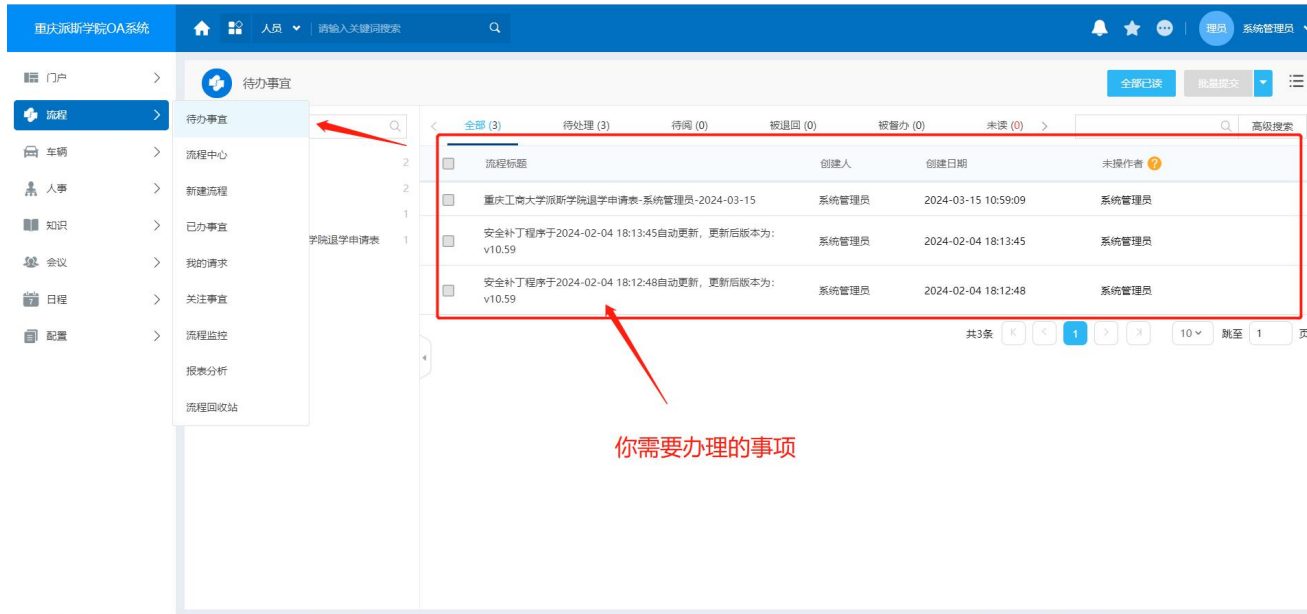 重庆派斯学院OA系统
人员
请输入关键词搜索
理员
系统管理员
门户
流程
车辆
人事
知识
会议
日程
7
配置
待办事宜
流程中心
新建流程
已办事宜
我的请求
关注事宜
流程监控
报表分析
流程回收站
待办事宜
全部已读
批量提交
2
2
1
学院退学申请表 1
全部 (3) 待处理 (3) 待阅 (0) 被退回 (0) 被督办 (0) 未读 (0)
高级搜索
流程标题 创建人 创建日期 未操作者 ?
重庆工商大学派斯学院退学申请表-系统管理员-2024-03-15 系统管理员 2024-03-15 10:59:09 系统管理员
安全补丁程序于2024-02-04 18:13:45自动更新，更新后版本为：
v10.59
系统管理员 2024-02-04 18:13:45 系统管理员
安全补丁程序于2024-02-04 18:12:48自动更新，更新后版本为：
v10.59
系统管理员 2024-02-04 18:12:48 系统管理员
共3条 1 10 跳至 1 页
你需要办理的事项